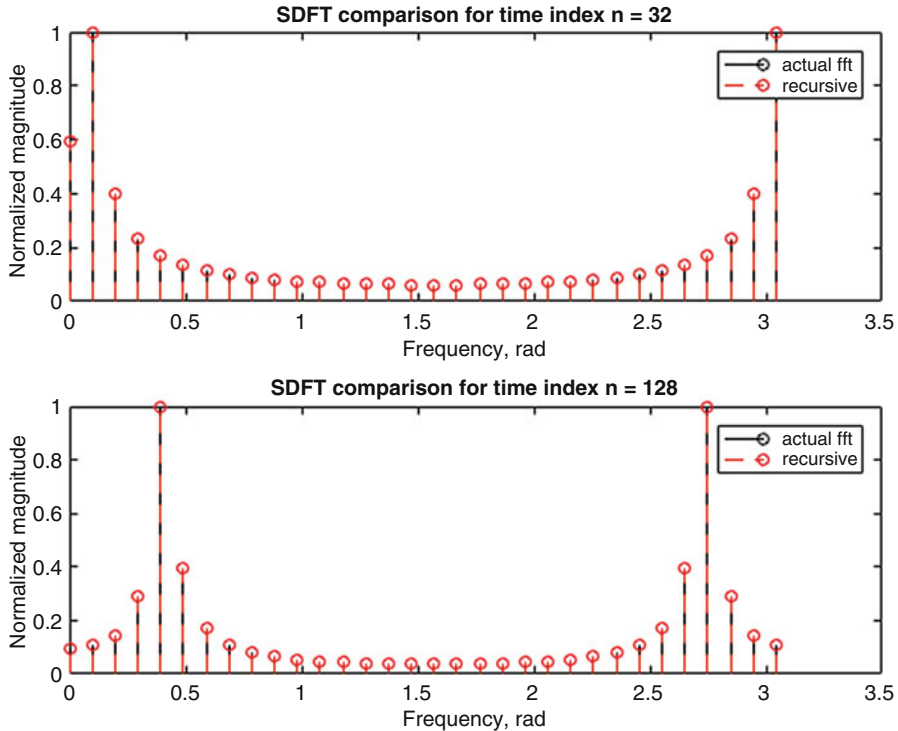 SDFT comparison for time index n = 32
Normalized magnitude
1
0.8
0.6
0.4
0.2
0
actual fft
recursive
0 0.5 1 1.5 2 2.5 3 3.5
Frequency, rad
SDFT comparison for time index n = 128
Normalized magnitude
1
0.8
0.6
0.4
0.2
0
actual fft
recursive
0 0.5 1 1.5 2 2.5 3 3.5
Frequency, rad